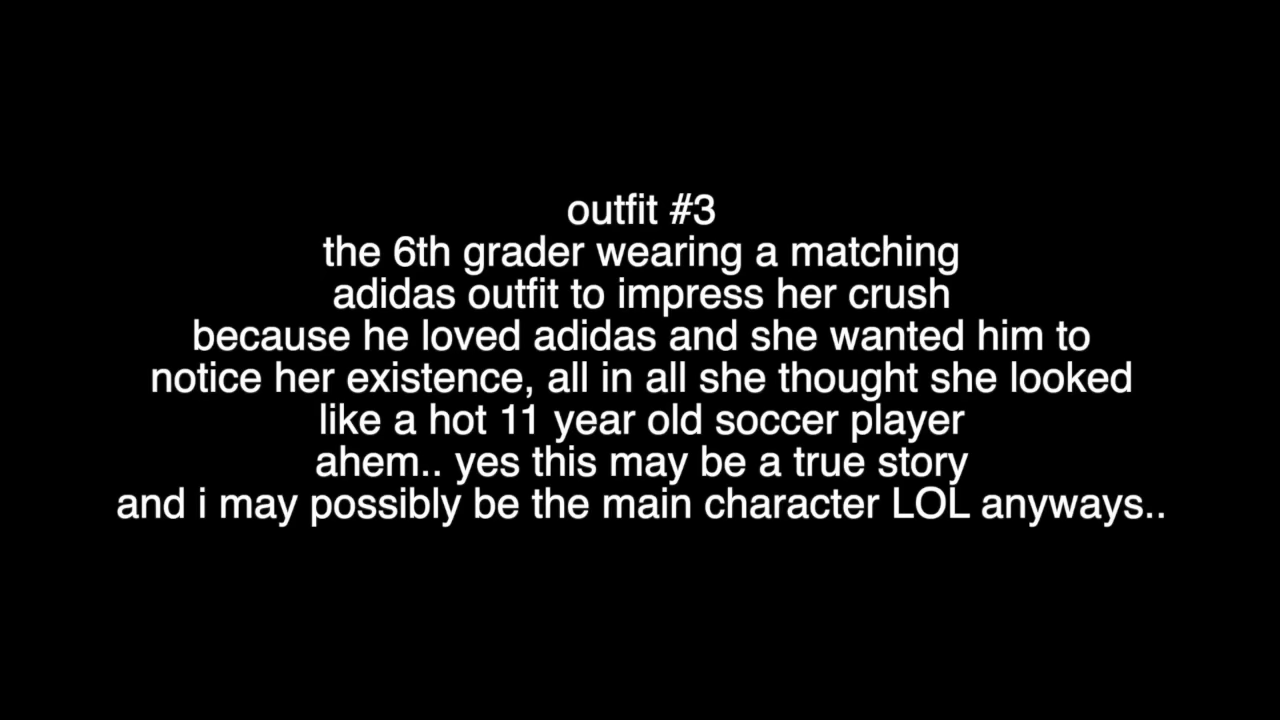 outfit #3
the 6th grader wearing a matching
adidas outfit to impress her crush
because he loved adidas and she wanted him to
notice her existence, all in all she thought she looked
like a hot 11 year old soccer player
ahem.. yes this may be a true story
and i may possibly be the main character LOL anyways..